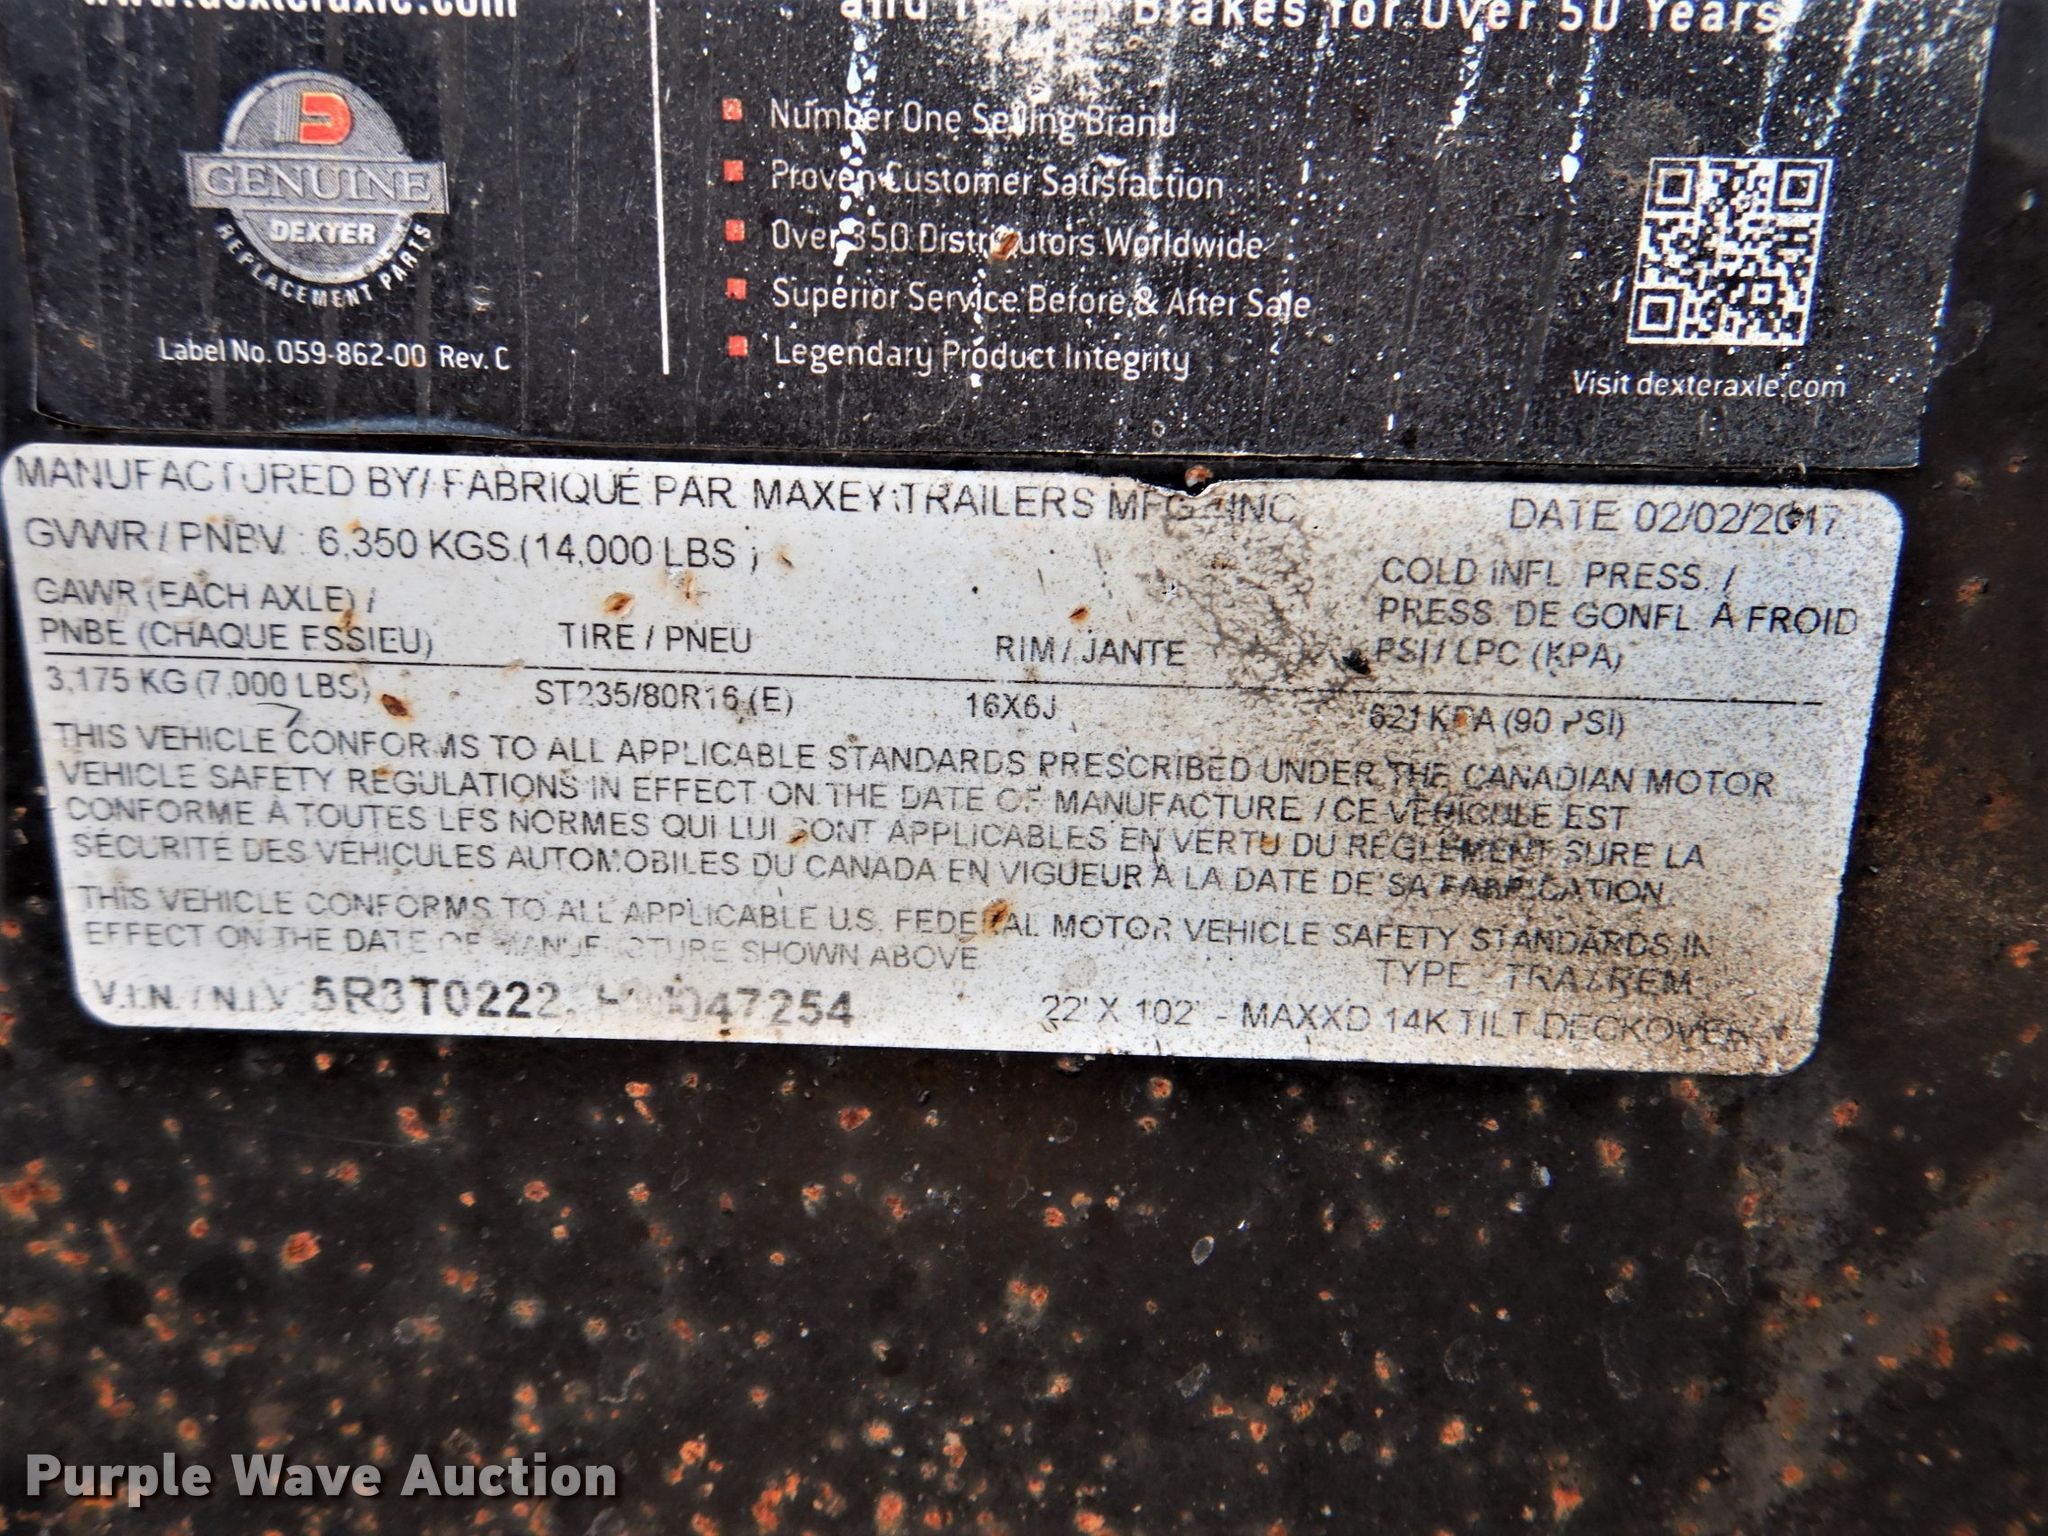 www.dexteraxle.com
and Brakes for Over 50 Years
D
GENUINE
DEXTER
REPLACEMENT PARTS
Label No. 059-862-00 Rev. C
Number One Selling Brand
Proven Customer Satisfaction
Over 350 Distributors Worldwide
Superior Service Before & After Sale
Legendary Product Integrity
Visit dexteraxle.com
MANUFACTURED BY / FABRIQUÉ PAR MAXEY TRAILERS MFG. INC
DATE 02/02/2017
GVWR / PNBV 6,350 KGS (14,000 LBS)
GAWR (EACH AXLE) /
PNBE (CHAQUE ESSIEU)
TIRE / PNEU
RIM / JANTE
COLD INFL PRESS. /
PRESS. DE GONFL À FROID
PSI / LPC (KPA)
3,175 KG (7,000 LBS)
ST235/80R16 (E)
16X6J
621 KPA (90 PSI)
THIS VEHICLE CONFORMS TO ALL APPLICABLE STANDARDS PRESCRIBED UNDER THE CANADIAN MOTOR
VEHICLE SAFETY REGULATIONS IN EFFECT ON THE DATE OF MANUFACTURE / CE VÉHICULE EST
CONFORME À TOUTES LES NORMES QUI LUI SONT APPLICABLES EN VERTU DU RÈGLEMENT SURE LA
SÉCURITÉ DES VÉHICULES AUTOMOBILES DU CANADA EN VIGUEUR À LA DATE DE SA FABRICATION
THIS VEHICLE CONFORMS TO ALL APPLICABLE U.S. FEDERAL MOTOR VEHICLE SAFETY STANDARDS IN
EFFECT ON THE DATE OF MANUFACTURE SHOWN ABOVE
TYPE TRA/REM
V.I.N. / N.I.V.
22' X 102" - MAXXD 14K TILT DECKOVER
Purple Wave Auction